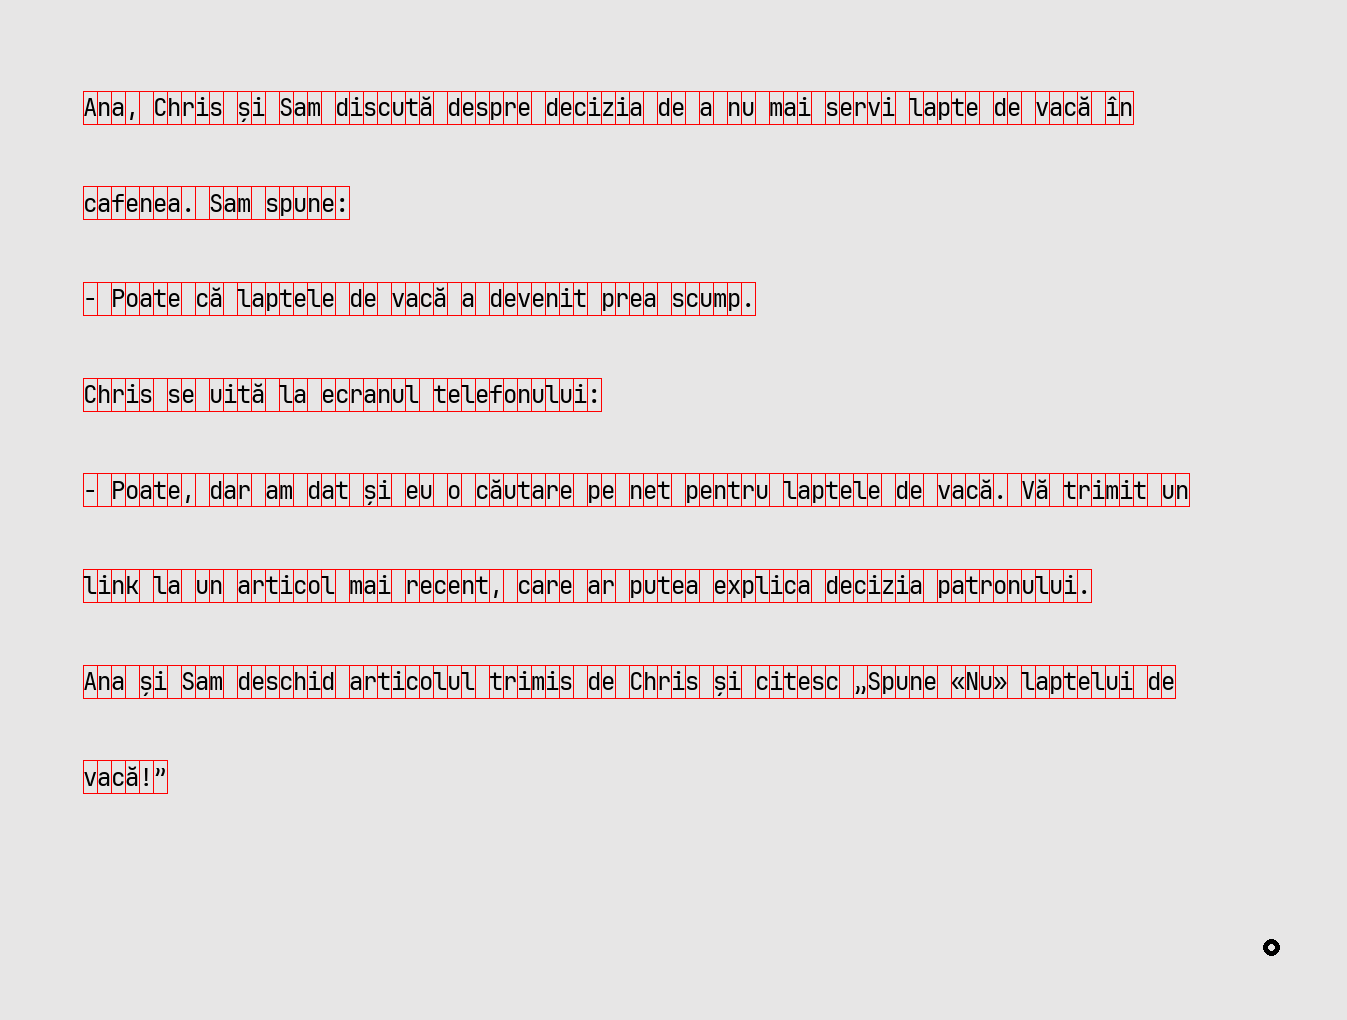 Ana, Chris și Sam discută despre decizia de a nu mai servi lapte de vacă în
cafenea. Sam spune:
- Poate că laptele de vacă a devenit prea scump.
Chris se uită la ecranul telefonului:
- Poate, dar am dat și eu o căutare pe net pentru laptele de vacă. Vă trimit un
link la un articol mai recent, care ar putea explica decizia patronului.
Ana și Sam deschid articolul trimis de Chris și citesc „Spune «Nu» laptelui de
vacă!”